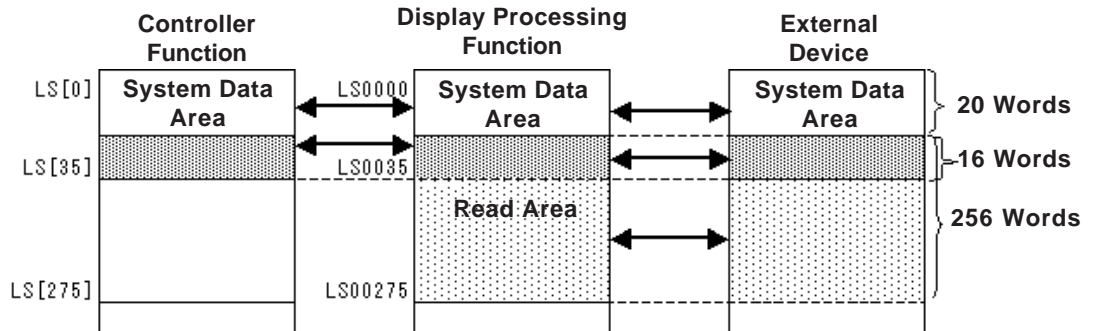 Controller
Function
Display Processing
Function
External
Device
LS[0]
System Data
Area
LS0000
System Data
Area
System Data
Area
20 Words
LS[35]
LS0035
16 Words
Read Area
256 Words
LS[275]
LS00275